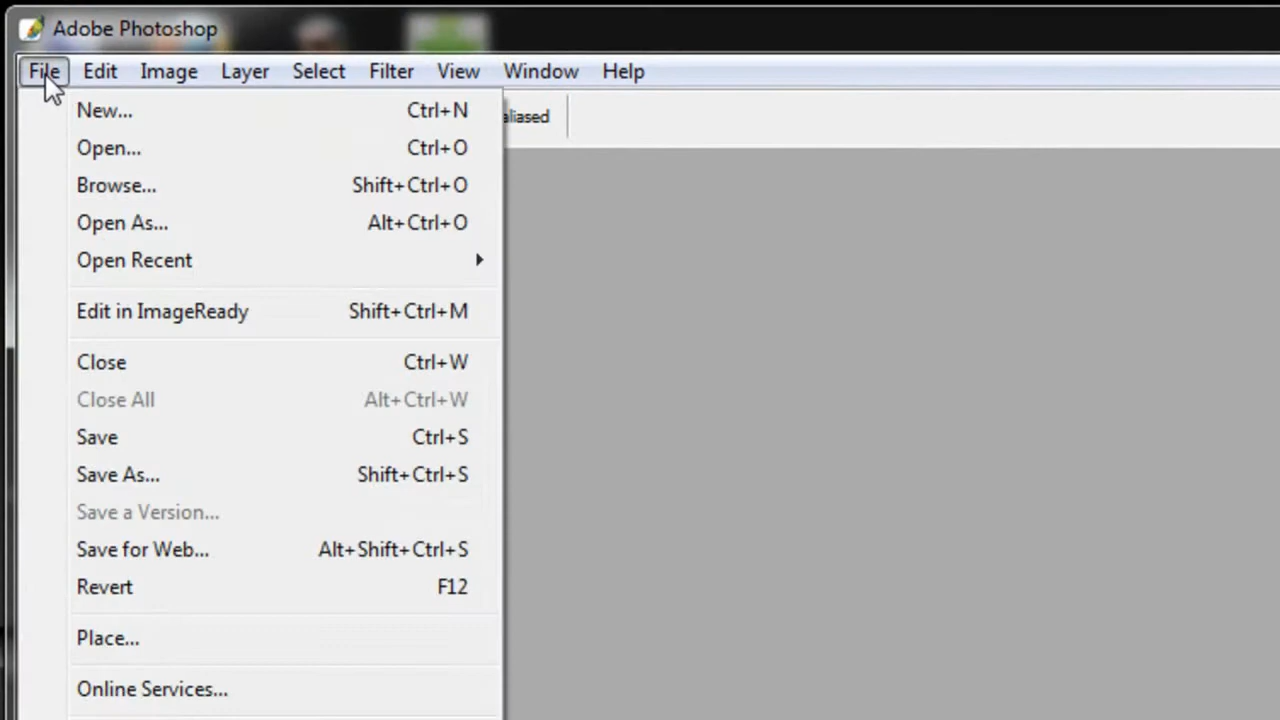 Adobe Photoshop
File Edit Image Layer Select Filter View Window Help
aliased
New... Ctrl+N
Open... Ctrl+O
Browse... Shift+Ctrl+O
Open As... Alt+Ctrl+O
Open Recent
Edit in ImageReady Shift+Ctrl+M
Close Ctrl+W
Close All Alt+Ctrl+W
Save Ctrl+S
Save As... Shift+Ctrl+S
Save a Version...
Save for Web... Alt+Shift+Ctrl+S
Revert F12
Place...
Online Services...